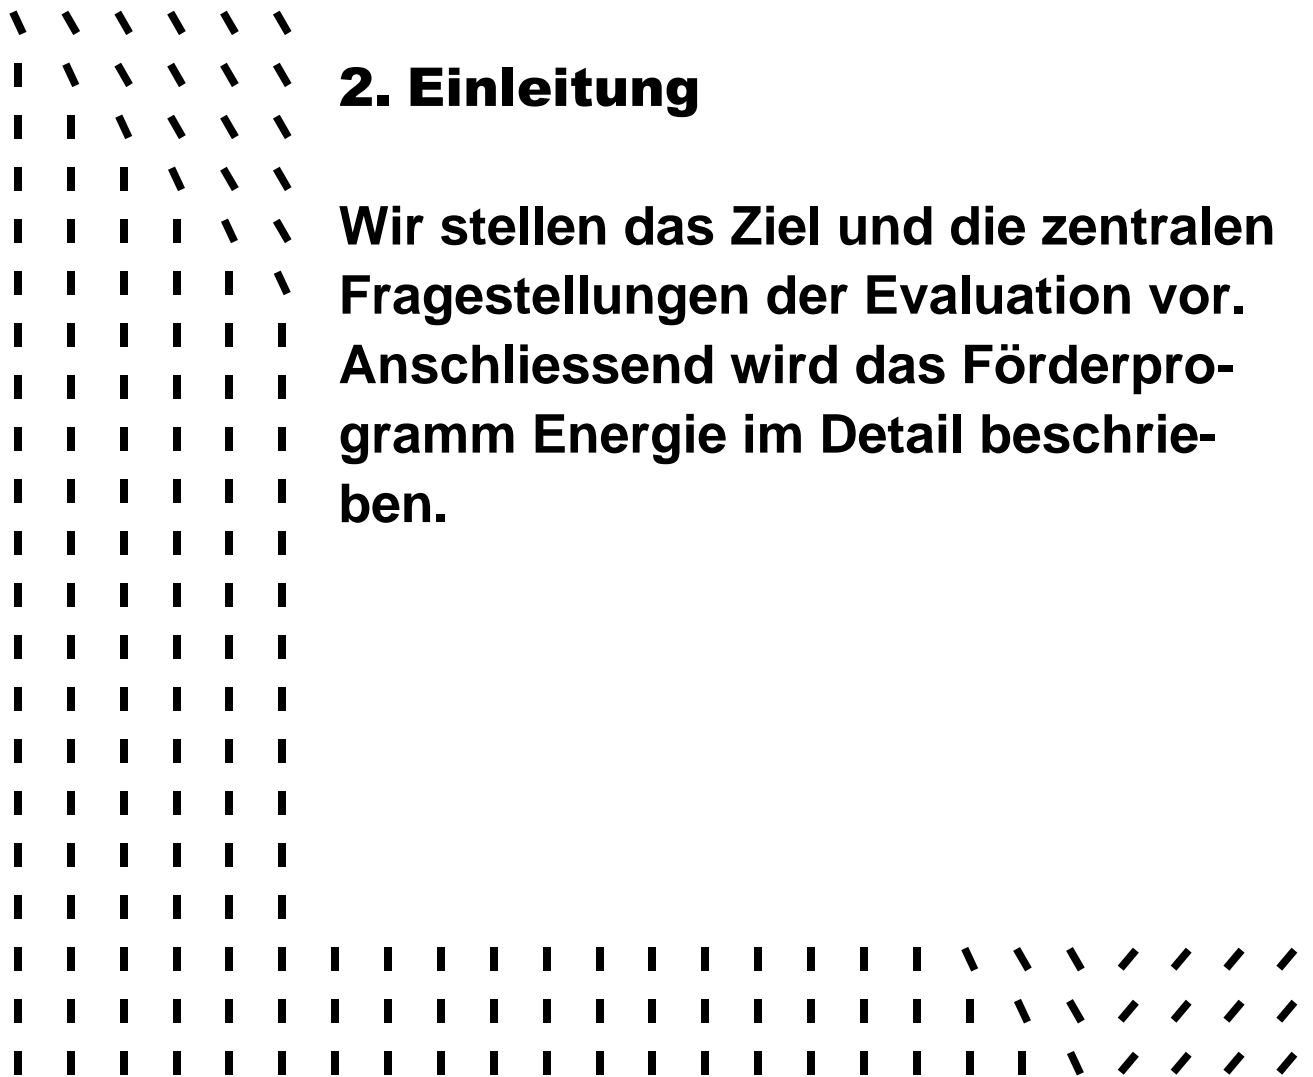 2. Einleitung
Wir stellen das Ziel und die zentralen
Fragestellungen der Evaluation vor.
Anschliessend wird das Förderpro-
gramm Energie im Detail beschrie-
ben.